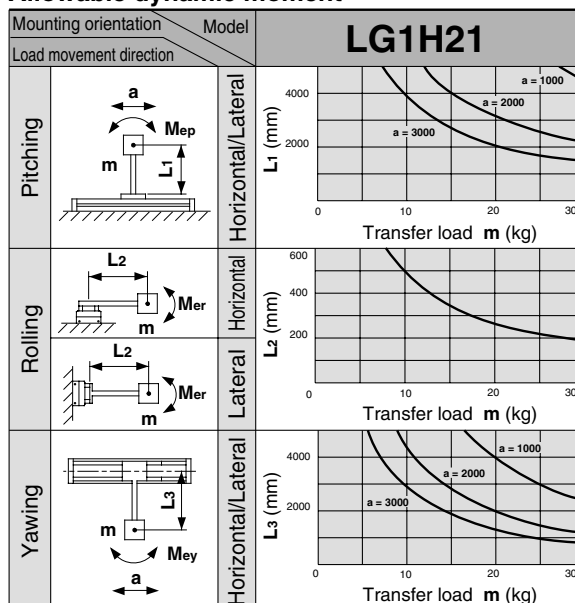 Allowable dynamic moment
Mounting orientation
Model
Load movement direction
LG1H21
Pitching
a
Mep
m
L1
Horizontal/Lateral
L1 (mm)
4000
2000
a = 1000
a = 2000
a = 3000
0
10
20
30
Transfer load m (kg)
Rolling
L2
Mer
m
Horizontal
L2
Mer
m
Lateral
L2 (mm)
600
400
200
0
10
20
30
Transfer load m (kg)
Yawing
L3
m
Mey
a
Horizontal/Lateral
L3 (mm)
4000
2000
a = 1000
a = 2000
a = 3000
0
10
20
30
Transfer load m (kg)